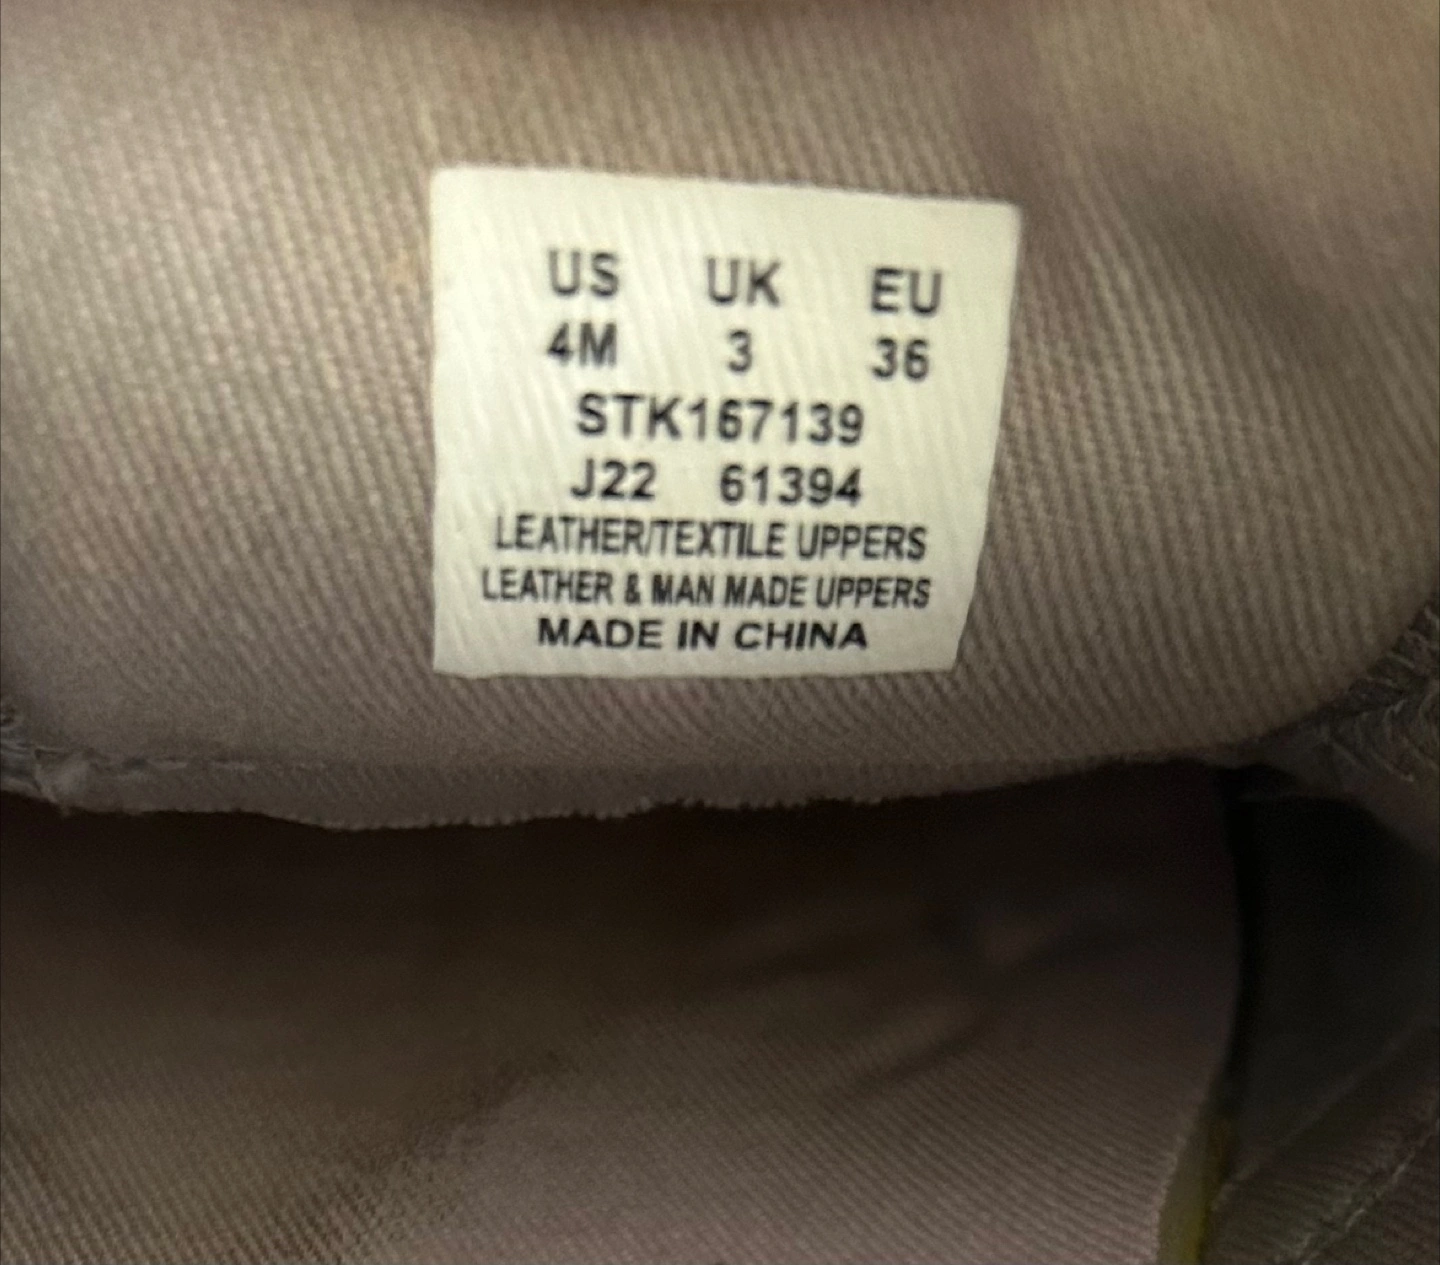 US UK EU
4M 3 36
STK167139
J22 61394
LEATHER/TEXTILE UPPERS
LEATHER & MAN MADE UPPERS
MADE IN CHINA